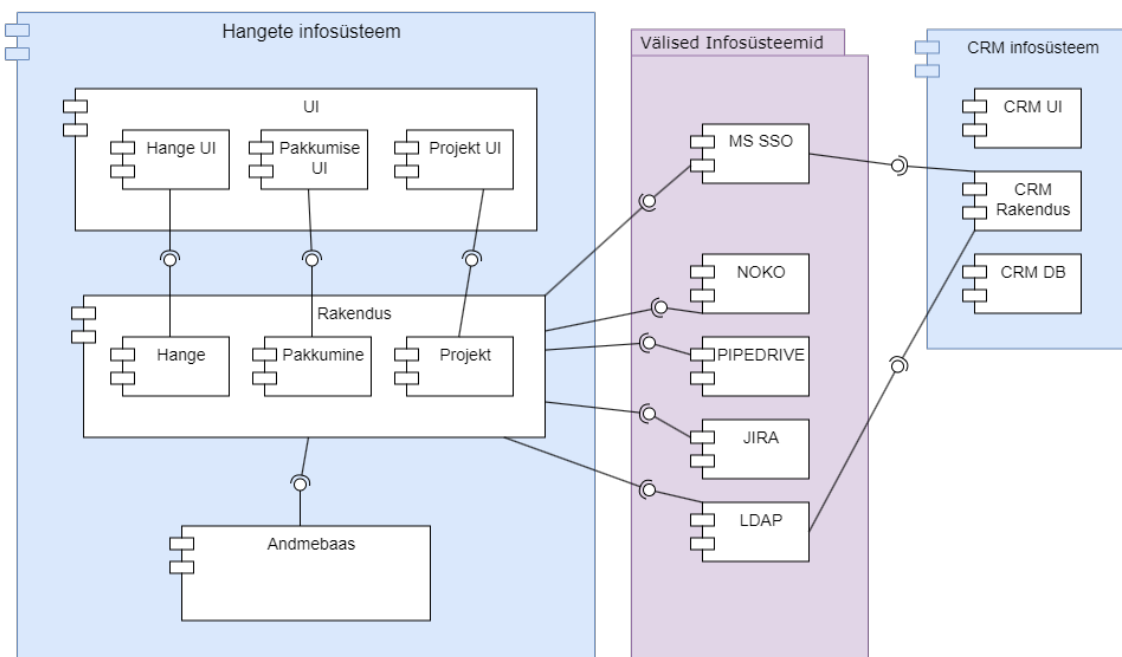 Hangete infosüsteem
UI
Hange UI
Pakkumise
UI
Projekt UI
Rakendus
Hange
Pakkumine
Projekt
Andmebaas
Välised Infosüsteemid
MS SSO
NOKO
PIPEDRIVE
JIRA
LDAP
CRM infosüsteem
CRM UI
CRM
Rakendus
CRM DB